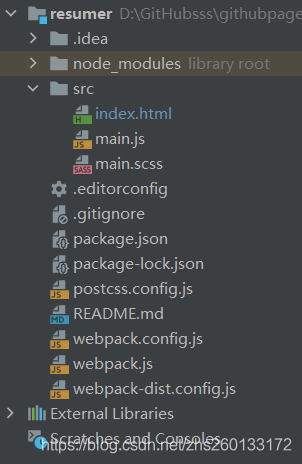 resumer D:\GitHubsss\githubpage
.idea
node_modules library root
src
index.html
main.js
main.scss
.editorconfig
.gitignore
package.json
package-lock.json
postcss.config.js
README.md
webpack.config.js
webpack.js
webpack-dist.config.js
External Libraries
Scratches and Consoles
https://blog.csdn.net/zhs260133172